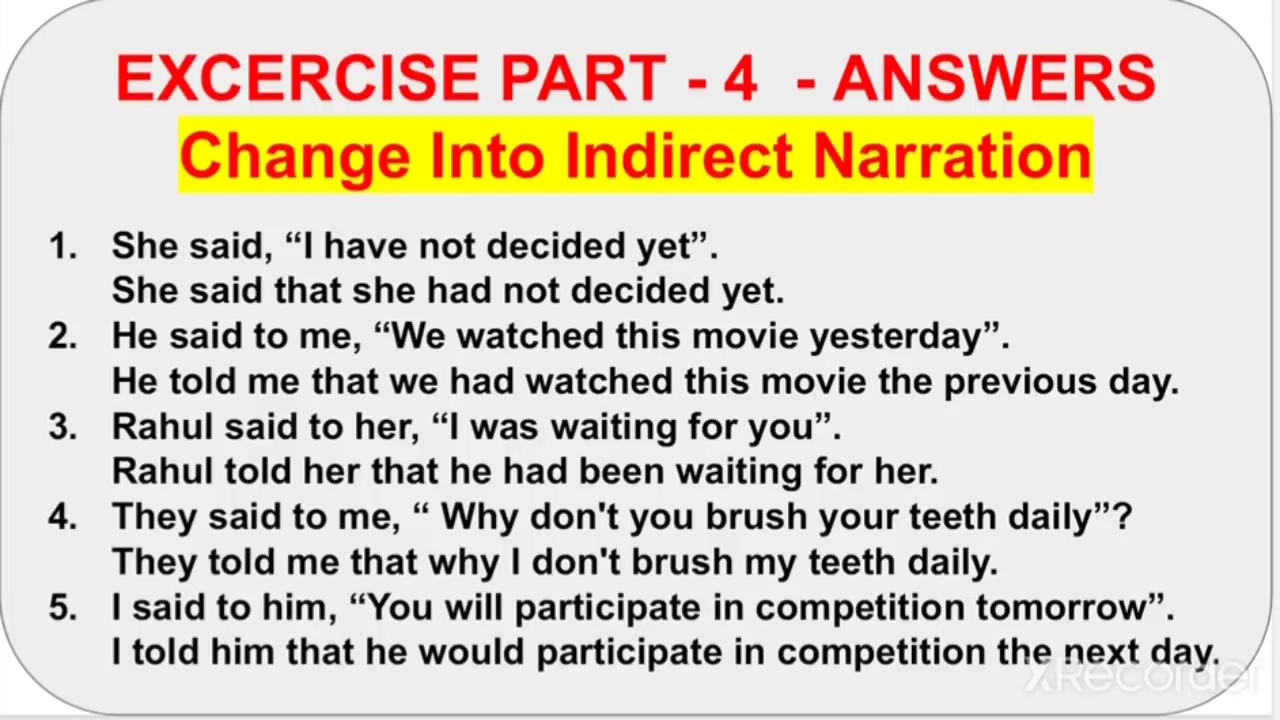 EXCERCISE PART - 4 - ANSWERS
Change Into Indirect Narration
1. She said, “I have not decided yet”.
She said that she had not decided yet.
2. He said to me, “We watched this movie yesterday”.
He told me that we had watched this movie the previous day.
3. Rahul said to her, “I was waiting for you”.
Rahul told her that he had been waiting for her.
4. They said to me, “ Why don't you brush your teeth daily”?
They told me that why I don't brush my teeth daily.
5. I said to him, “You will participate in competition tomorrow”.
I told him that he would participate in competition the next day.
XRecorder